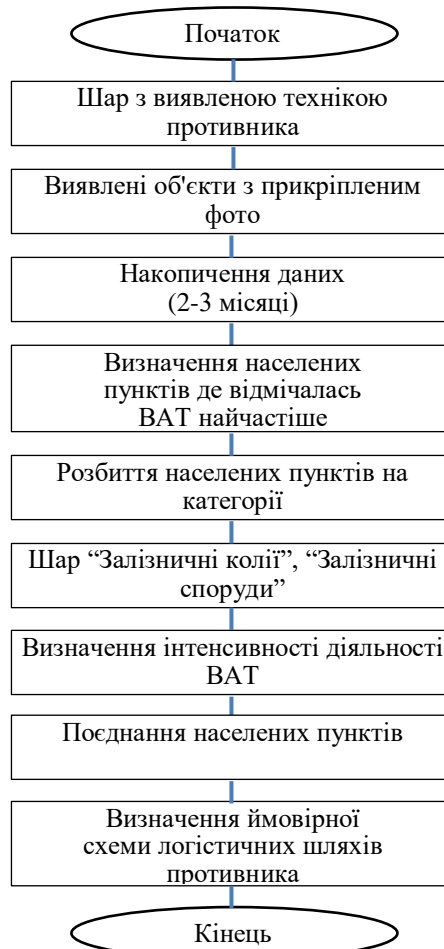 Початок
Шар з виявленою технікою
противника
Виявлені об'єкти з прикріпленим
фото
Накопичення даних
(2-3 місяці)
Визначення населених
пунктів де відмічалась
ВАТ найчастіше
Розбиття населених пунктів на
категорії
Шар “Залізничні колії”, “Залізничні
споруди”
Визначення інтенсивності діяльності
ВАТ
Поєднання населених пунктів
Визначення ймовірної
схеми логістичних шляхів
противника
Кінець